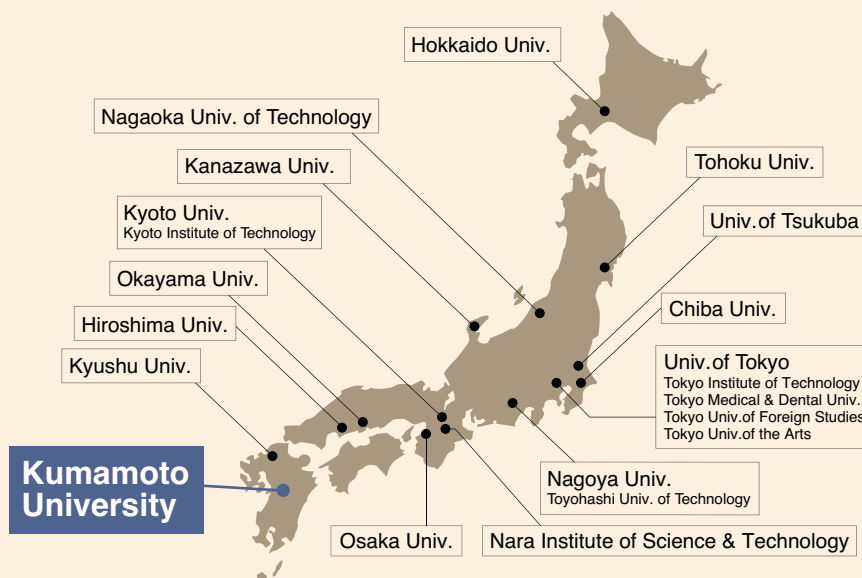 Hokkaido Univ.
Nagaoka Univ. of Technology
Kanazawa Univ.
Tohoku Univ.
Kyoto Univ.
Kyoto Institute of Technology
Univ.of Tsukuba
Okayama Univ.
Chiba Univ.
Hiroshima Univ.
Kyushu Univ.
Univ.of Tokyo
Tokyo Institute of Technology
Tokyo Medical & Dental Univ.
Tokyo Univ.of Foreign Studies
Tokyo Univ.of the Arts
Kumamoto
University
Nagoya Univ.
Toyohashi Univ. of Technology
Osaka Univ.
Nara Institute of Science & Technology